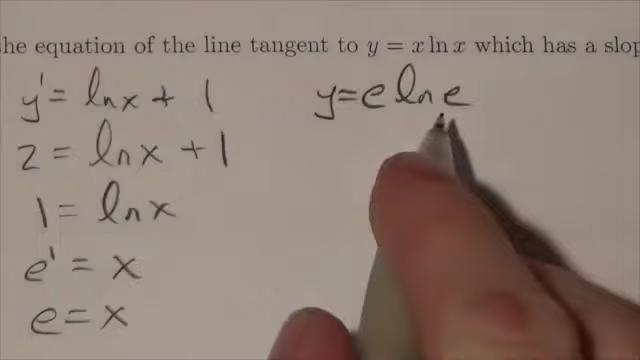 he equation of the line tangent to y = x ln x which has a slop
y' = ln x + 1
2 = ln x + 1
1 = ln x
e¹ = x
e = x
y = e ln e